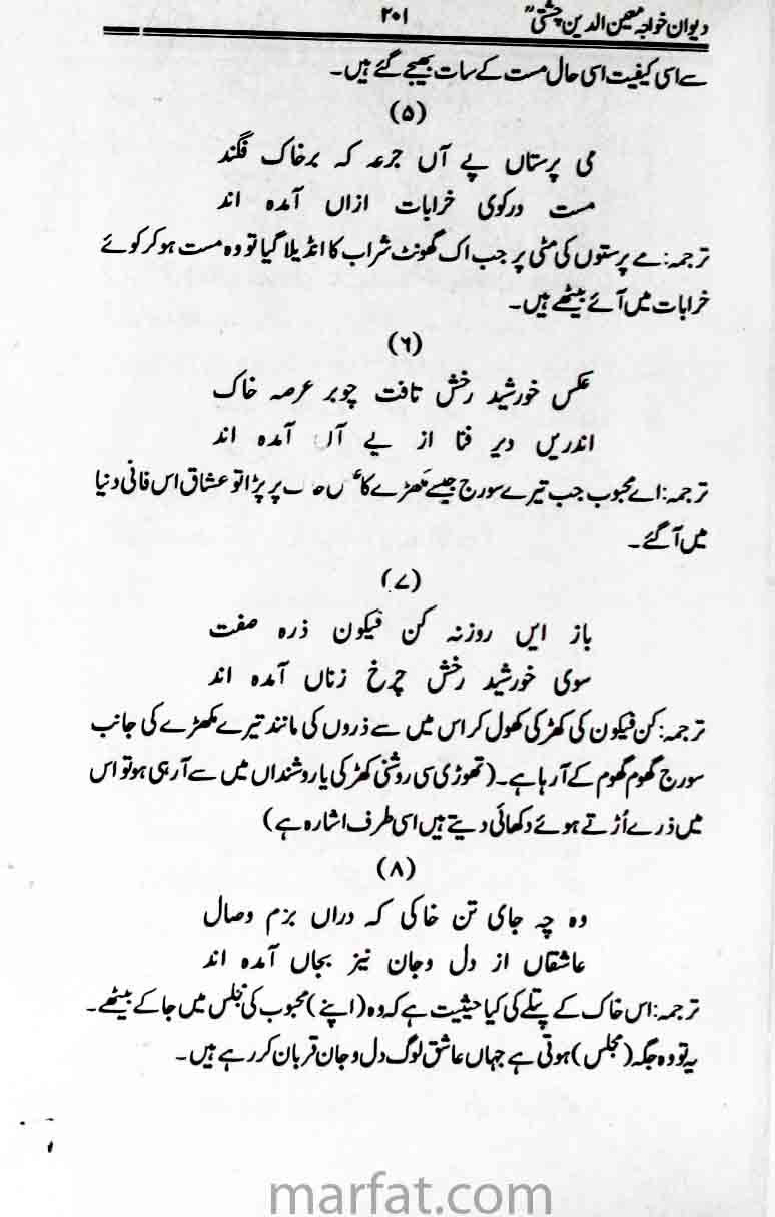 دیوان خواجہ معین الدین چشتیؒ ۲۰۱
سے اسی کیفیت اسی حال مست کے سات بھیجے گئے ہیں۔
(۵)
می پرستاں پے آں جرعہ کہ برخاک فگند
مست درکوی خرابات ازاں آمدہ اند
ترجمہ: مے پرستوں کی مٹی پر جب اک گھونٹ شراب کا انڈیلا گیا تو وہ مست ہو کر کوئے
خرابات میں آئے بیٹھے ہیں۔
(۶)
عکس خورشید رخش تافت چوبر عرصہ خاک
اندریں دیر فنا از پے آں آمدہ اند
ترجمہ: اے محبوب جب تیرے سورج جیسے مکھڑے کا پر پڑا تو عشاق اس فانی دنیا
میں آ گئے۔
(۷)
باز ایں روزنہ کن فیکون ذرہ صفت
سوی خورشید رخش چرخ زناں آمدہ اند
ترجمہ: کن فیکون کی کھڑکی کھول کر اس میں سے ذروں کی مانند تیرے مکھڑے کی جانب
سورج گھوم گھوم کے آرہا ہے۔ (تھوڑی سی روشنی کھڑکی یا روشنداں میں سے آرہی ہو تو اس
میں ذرے اُڑتے ہوئے دکھائی دیتے ہیں اسی طرف اشارہ ہے)
(۸)
وہ چہ جای تن خاکی کہ دراں بزم وصال
عاشقاں از دل وجان نیز بجاں آمدہ اند
ترجمہ: اس خاک کے پتلے کی کیا حیثیت ہے کہ وہ (اپنے) محبوب کی مجلس میں جا کے بیٹھے۔
یہ تو وہ جگہ (مجلس) ہوتی ہے جہاں عاشق لوگ دل و جان قربان کر رہے ہیں۔
marfat.com